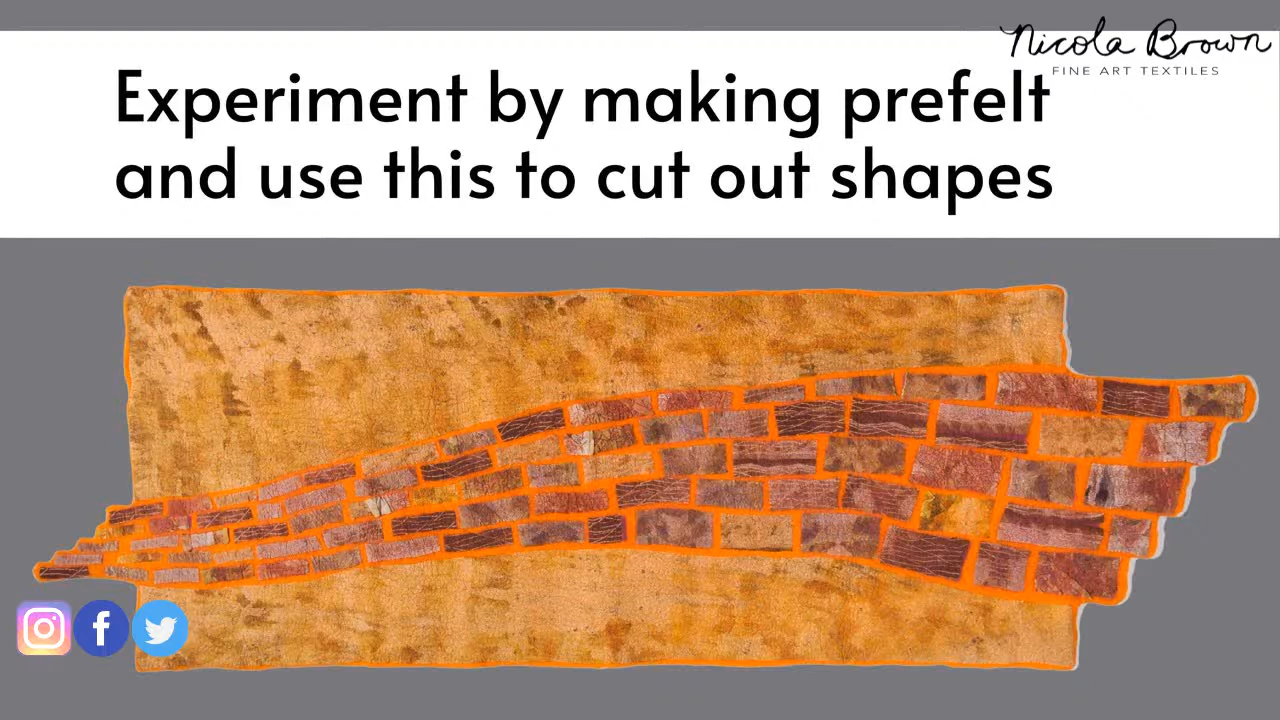 Nicola Brown
FINE ART TEXTILES
Experiment by making prefelt
and use this to cut out shapes